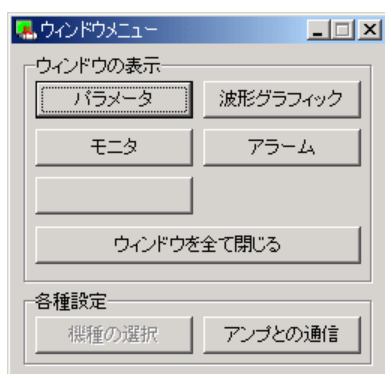 ウィンドウメニュー
ウィンドウの表示
パラメータ 波形グラフィック
モニタ アラーム
ウィンドウを全て閉じる
各種設定
機種の選択 アンプとの通信